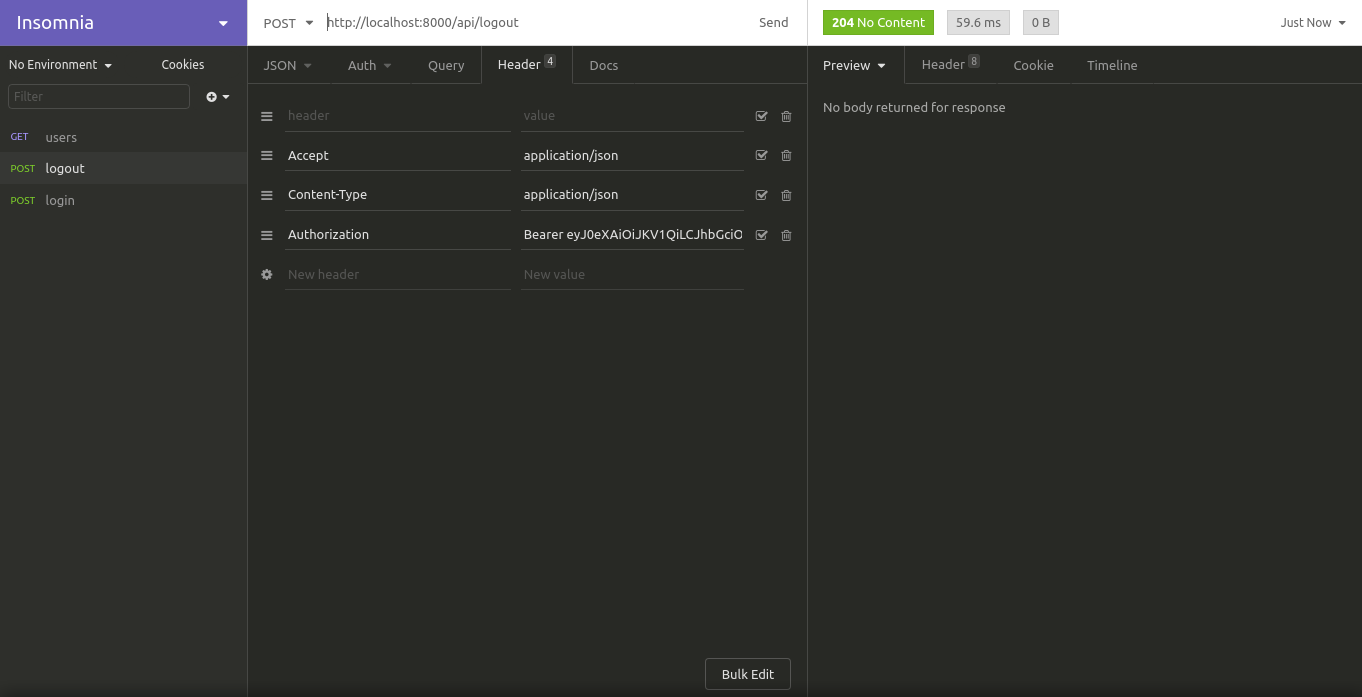 Insomnia
POST http://localhost:8000/api/logout Send
204 No Content 59.6 ms 0 B Just Now
No Environment Cookies
JSON Auth Query Header 4 Docs
Preview Header 8 Cookie Timeline
Filter
GET users
POST logout
POST login
header value
Accept application/json
Content-Type application/json
Authorization Bearer eyJ0eXAiOiJKV1QiLCJhbGciO
New header New value
Bulk Edit
No body returned for response